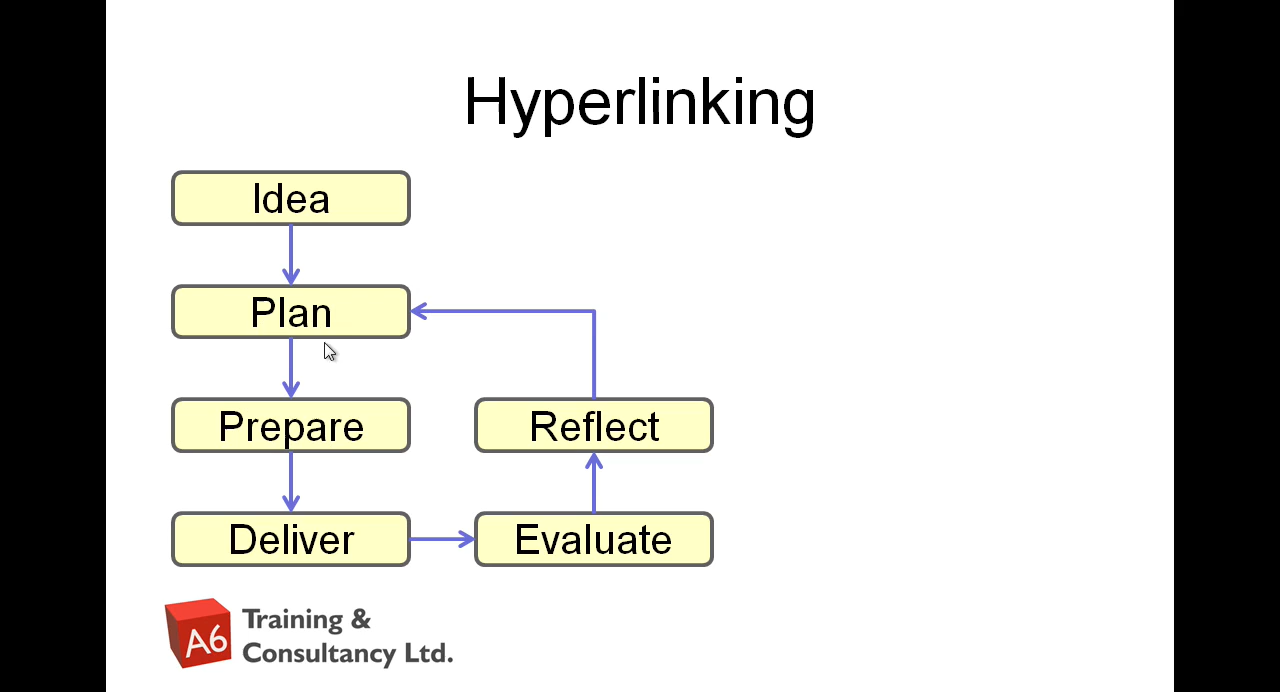 Hyperlinking
Idea
Plan
Prepare
Reflect
Deliver
Evaluate
A6
Training &
Consultancy Ltd.